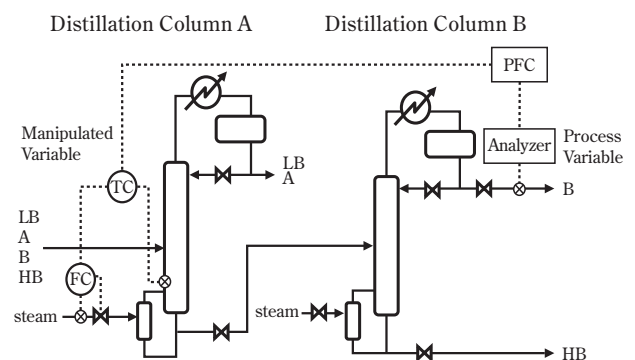 Distillation Column A
Distillation Column B
PFC
Manipulated
Variable
Analyzer
Process
Variable
LB
A
TC
B
LB
A
B
HB
FC
steam
steam
HB